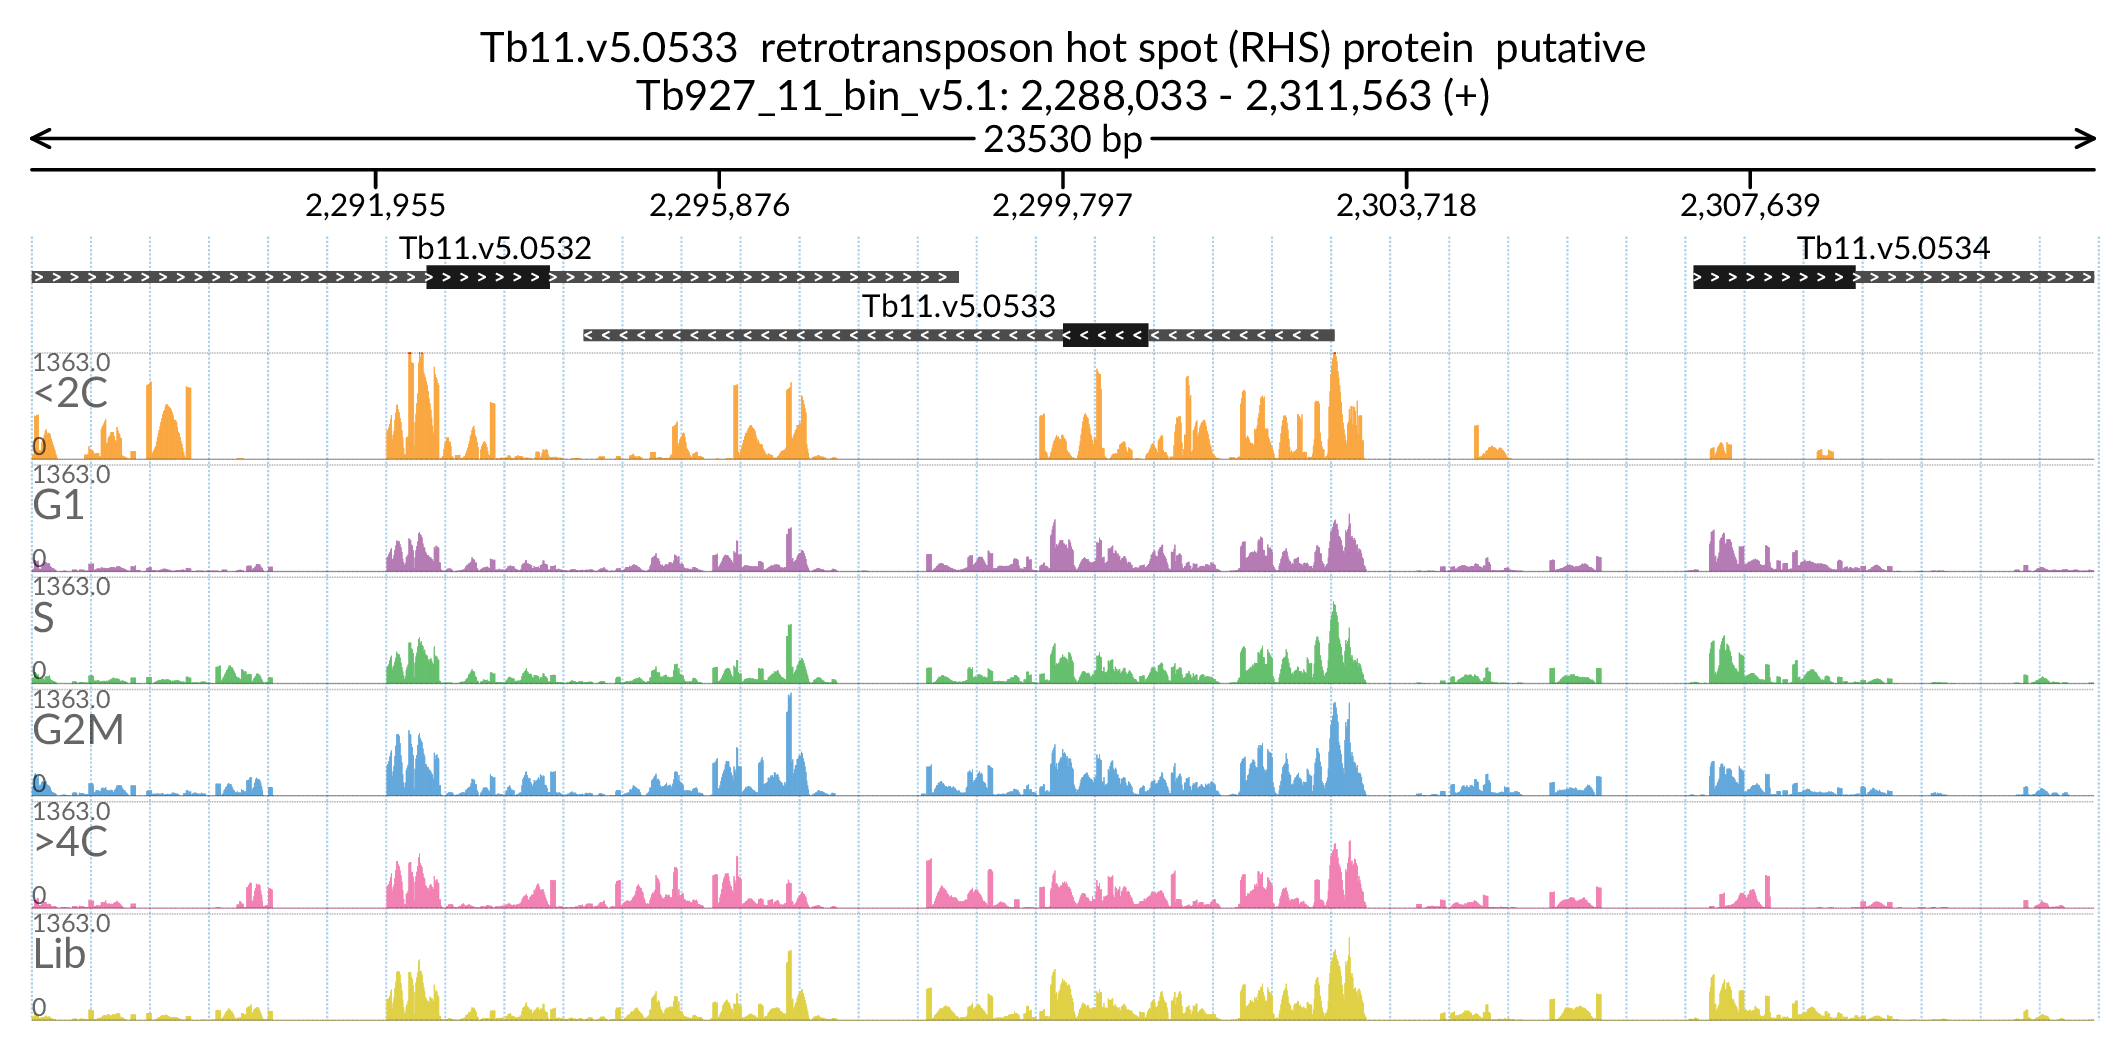 Tb11.v5.0533  retrotransposon hot spot (RHS) protein  putative
Tb927_11_bin_v5.1: 2,288,033 - 2,311,563 (+)
23530 bp
2,291,955 2,295,876 2,299,797 2,303,718 2,307,639
Tb11.v5.0532 Tb11.v5.0534
Tb11.v5.0533
1363.0
<2C
0
1363.0
G1
0
1363.0
S
0
1363.0
G2M
0
1363.0
>4C
0
1363.0
Lib
0